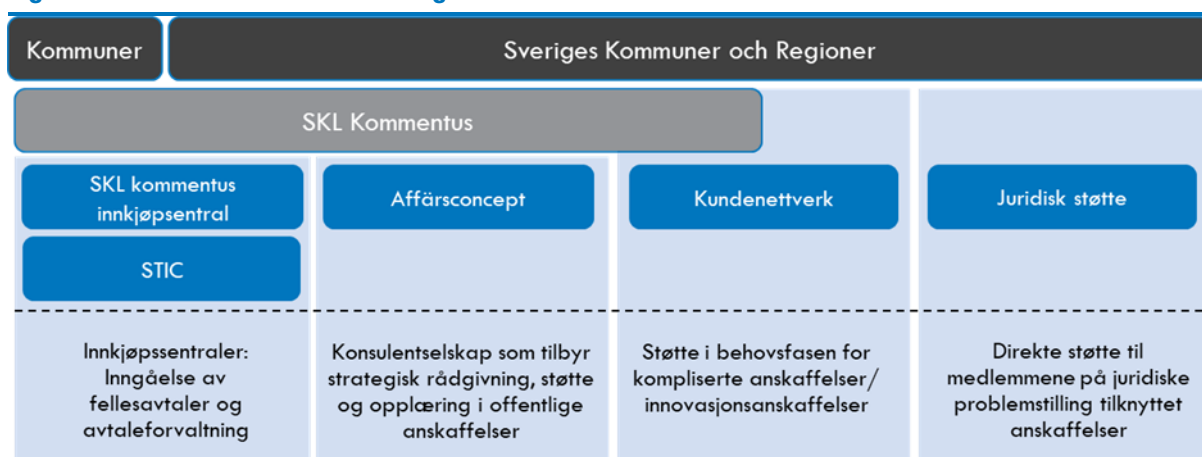 Kommuner
Sveriges Kommuner och Regioner
SKL Kommentus
SKL kommentus
innkjøpsentral
Affärsconcept
Kundenettverk
Juridisk støtte
STIC
Innkjøpssentraler:
Inngåelse av
fellesavtaler og
avtaleforvaltning
Konsulentselskap som tilbyr
strategisk rådgivning, støtte
og opplæring i offentlige
anskaffelser
Støtte i behovsfasen for
kompliserte anskaffelser/
innovasjonsanskaffelser
Direkte støtte til
medlemmene på juridiske
problemstilling tilknyttet
anskaffelser